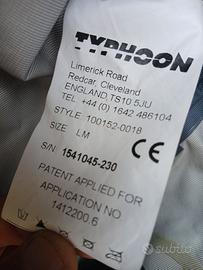 TYPHOON
Limerick Road
Redcar, Cleveland
ENGLAND, TS10 5JU
TEL +44 (0) 1642 486104
STYLE 100152-0018
SIZE LM
CE
S/N 1541045-230
PATENT APPLIED FOR
APPLICATION NO
1412200.6
subito